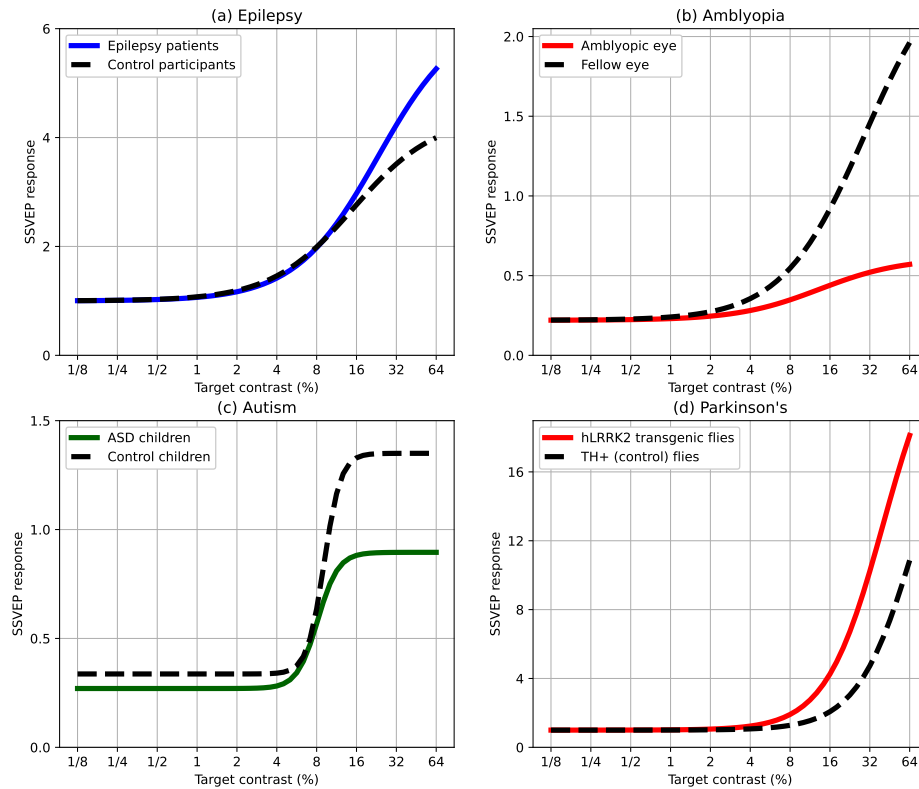 (a) Epilepsy
Epilepsy patients
Control participants
SSVEP response
0
2
4
6
1/8 1/4 1/2 1 2 4 8 16 32 64
Target contrast (%)
(b) Amblyopia
Amblyopic eye
Fellow eye
SSVEP response
0.0
0.5
1.0
1.5
2.0
1/8 1/4 1/2 1 2 4 8 16 32 64
Target contrast (%)
(c) Autism
ASD children
Control children
SSVEP response
0.0
0.5
1.0
1.5
1/8 1/4 1/2 1 2 4 8 16 32 64
Target contrast (%)
(d) Parkinson's
hLRRK2 transgenic flies
TH+ (control) flies
SSVEP response
0
4
8
12
16
1/8 1/4 1/2 1 2 4 8 16 32 64
Target contrast (%)